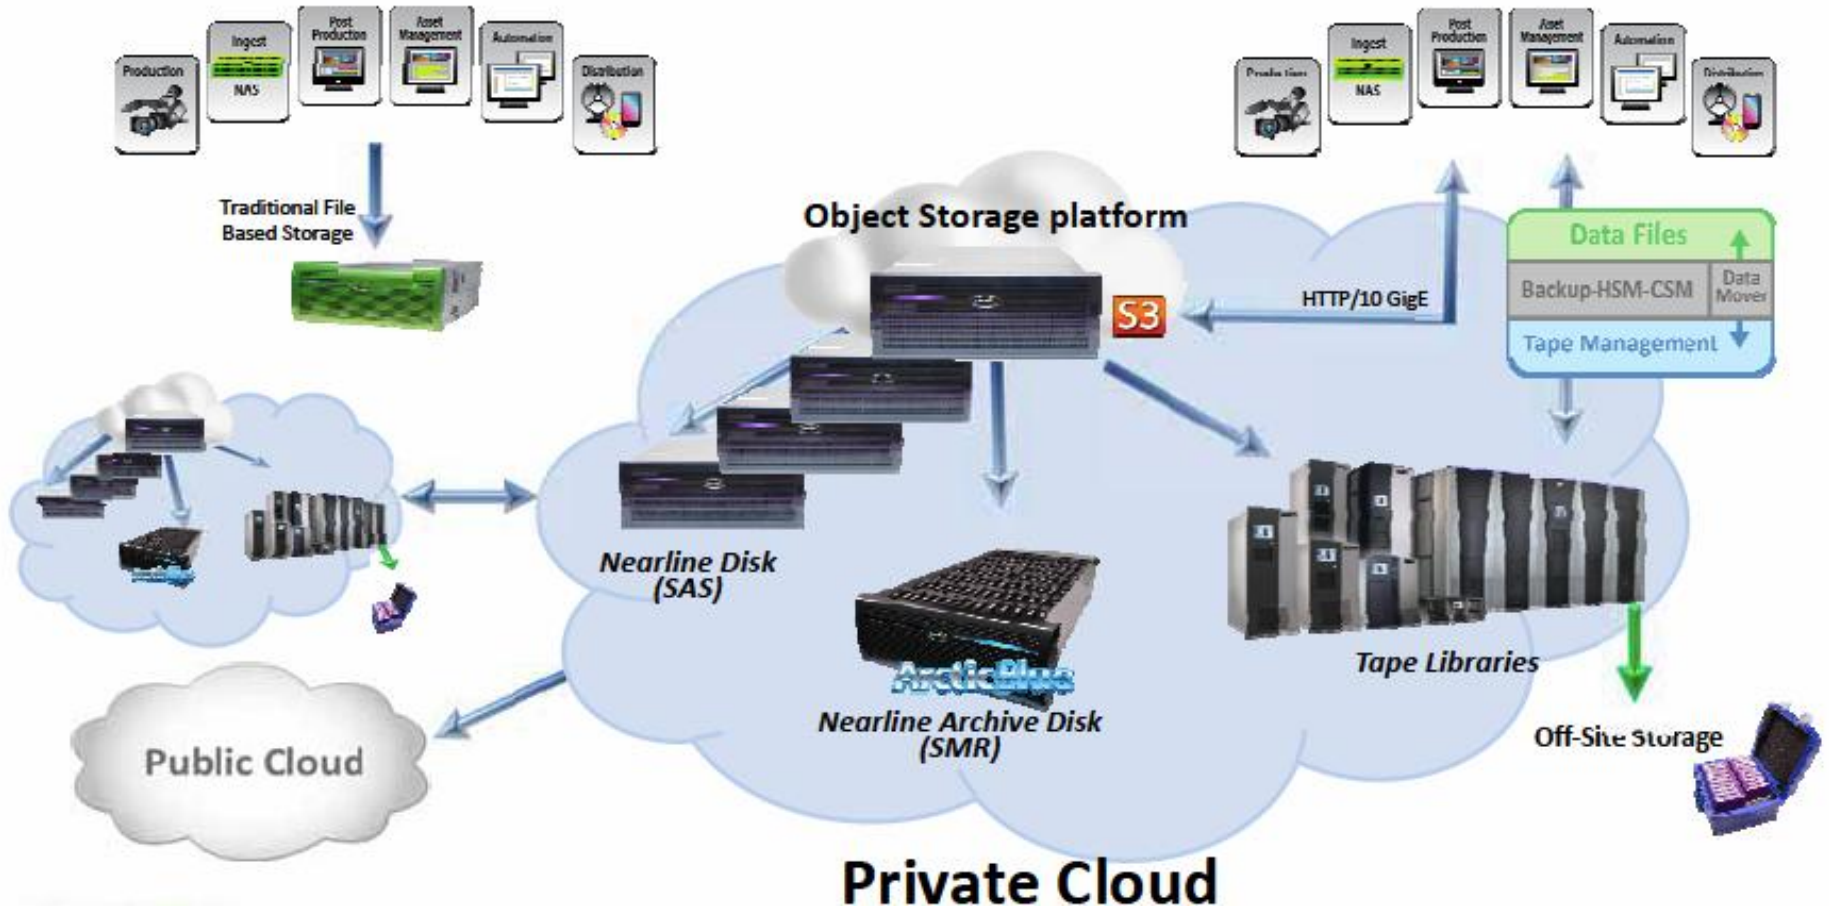 Production
Ingest
NAS
Post
Production
Asset
Management
Automation
Distribution
Production
Ingest
NAS
Post
Production
Asset
Management
Automation
Distribution
Traditional File
Based Storage
Object Storage platform
S3
HTTP/10 GigE
Data Files
Backup-HSM-CSM
Data
Mover
Tape Management
Nearline Disk
(SAS)
ArcticBlue
Nearline Archive Disk
(SMR)
Tape Libraries
Off-Site Storage
Public Cloud
Private Cloud